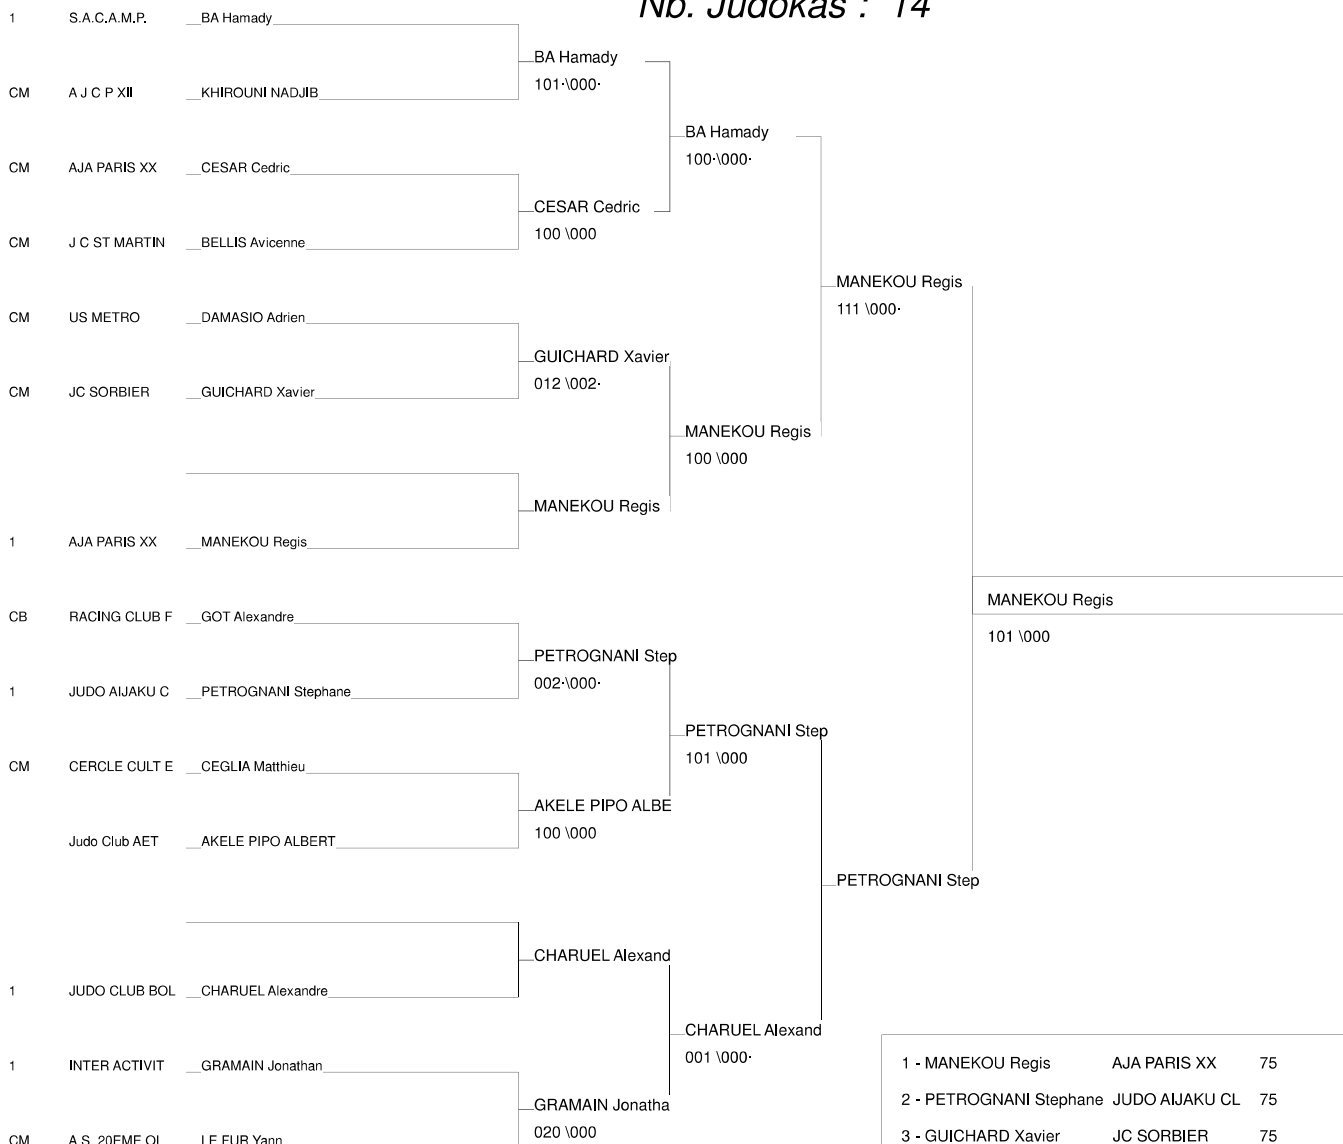 Nb. Judokas : 14
1 S.A.C.A.M.P. BA Hamady
BA Hamady
101·\000·
CM A J C P XII KHIROUNI NADJIB
BA Hamady
100·\000·
CM AJA PARIS XX CESAR Cedric
CESAR Cedric
100 \000
CM J C ST MARTIN BELLIS Avicenne
MANEKOU Regis
111 \000·
CM US METRO DAMASIO Adrien
GUICHARD Xavier
012 \002·
CM JC SORBIER GUICHARD Xavier
MANEKOU Regis
100 \000
MANEKOU Regis
1 AJA PARIS XX MANEKOU Regis
MANEKOU Regis
101 \000
CB RACING CLUB F GOT Alexandre
PETROGNANI Step
002·\000·
1 JUDO AIJAKU C PETROGNANI Stephane
PETROGNANI Step
101 \000
CM CERCLE CULT E CEGLIA Matthieu
AKELE PIPO ALBE
100 \000
Judo Club AET AKELE PIPO ALBERT
PETROGNANI Step
CHARUEL Alexand
1 JUDO CLUB BOL CHARUEL Alexandre
CHARUEL Alexand
001 \000·
1 INTER ACTIVIT GRAMAIN Jonathan
GRAMAIN Jonatha
020 \000
CM A.S. 20EME OL LE FUR Yann
1 - MANEKOU Regis AJA PARIS XX 75
2 - PETROGNANI Stephane JUDO AIJAKU CL 75
3 - GUICHARD Xavier JC SORBIER 75